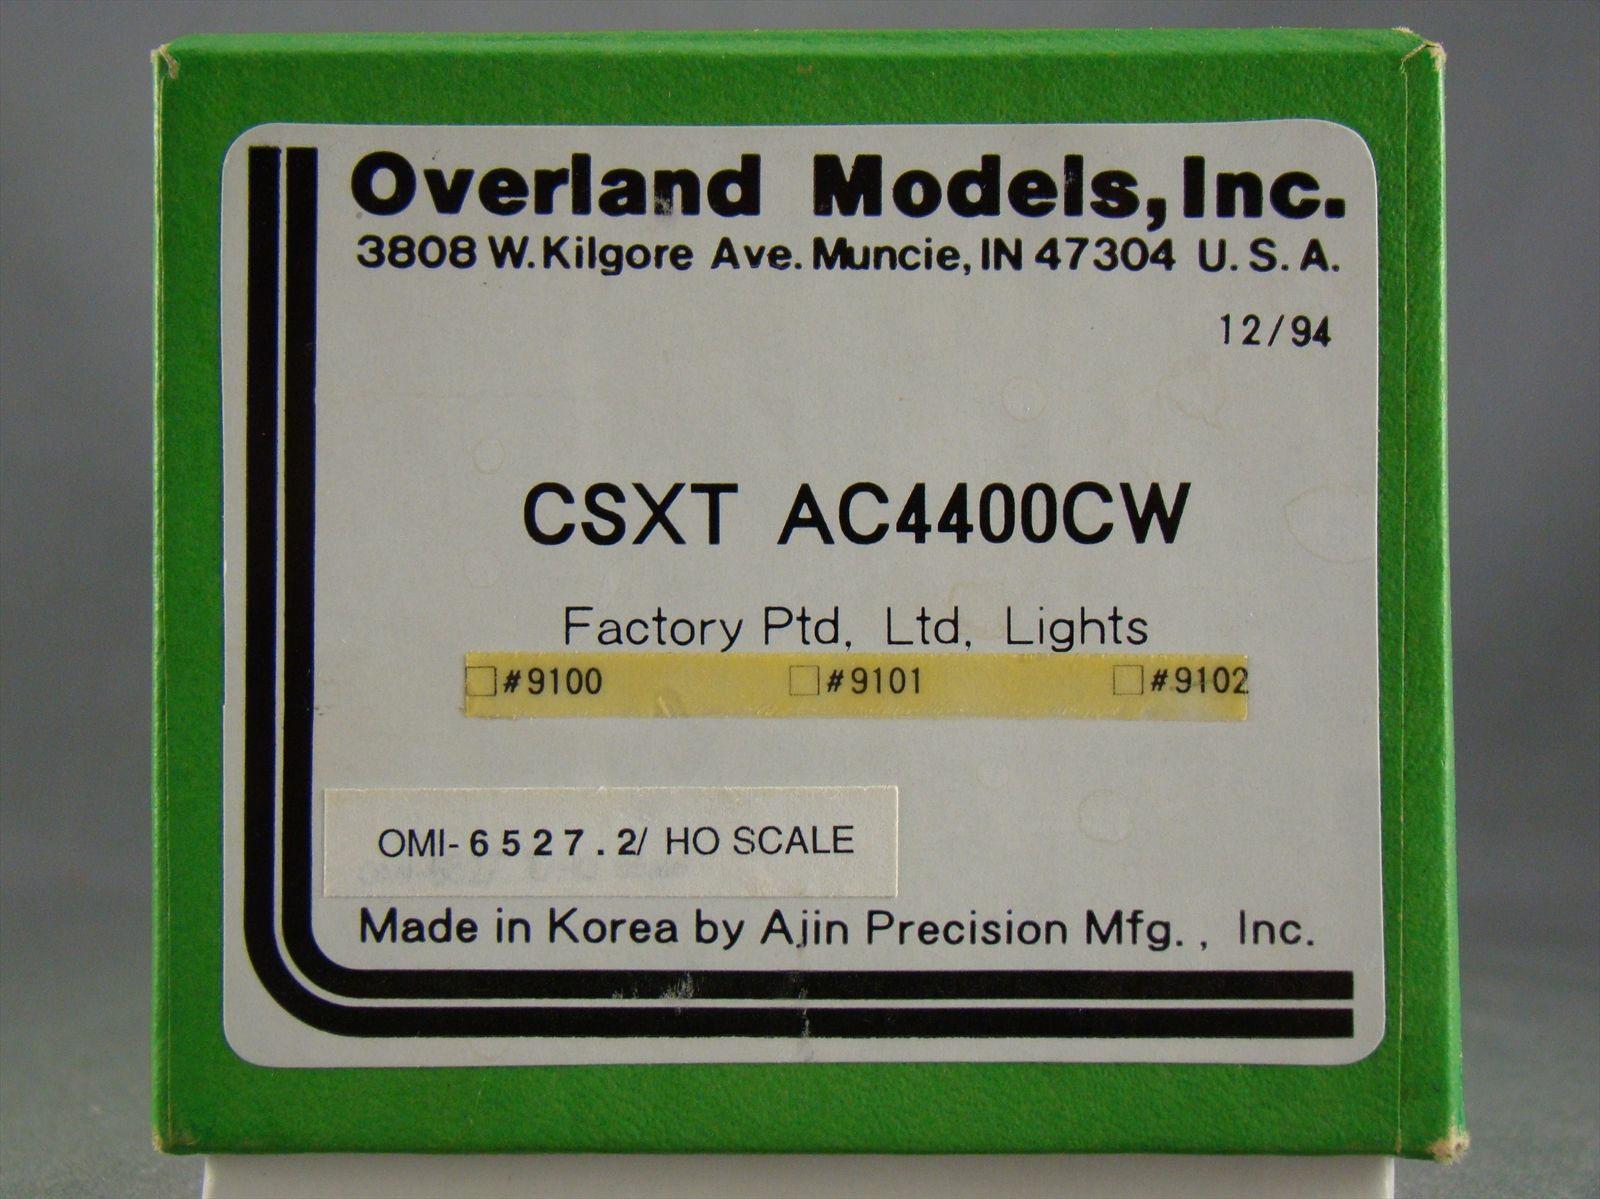 Overland Models, Inc.
3808 W. Kilgore Ave. Muncie, IN 47304 U. S. A.
12/94
CSXT AC4400CW
Factory Ptd, Ltd, Lights
#9100 #9101 #9102
OMI-6527.2/ HO SCALE
Made in Korea by Ajin Precision Mfg., Inc.